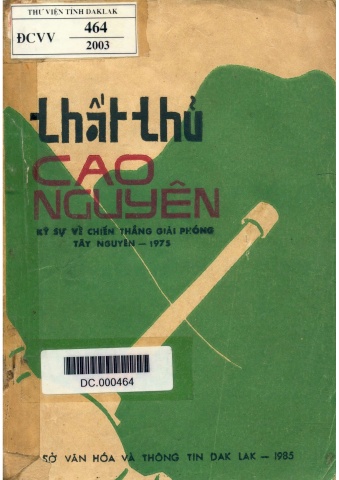 THƯ VIỆN TỈNH DAKLAK
ĐCVV
464
2003
thất thủ
CAO
NGUYÊN
KÝ SỰ VỀ CHIẾN THẮNG GIẢI PHÓNG
TÂY NGUYÊN — 1975
DC.000464
SỞ VĂN HÓA VÀ THÔNG TIN DAK LAK — 1985